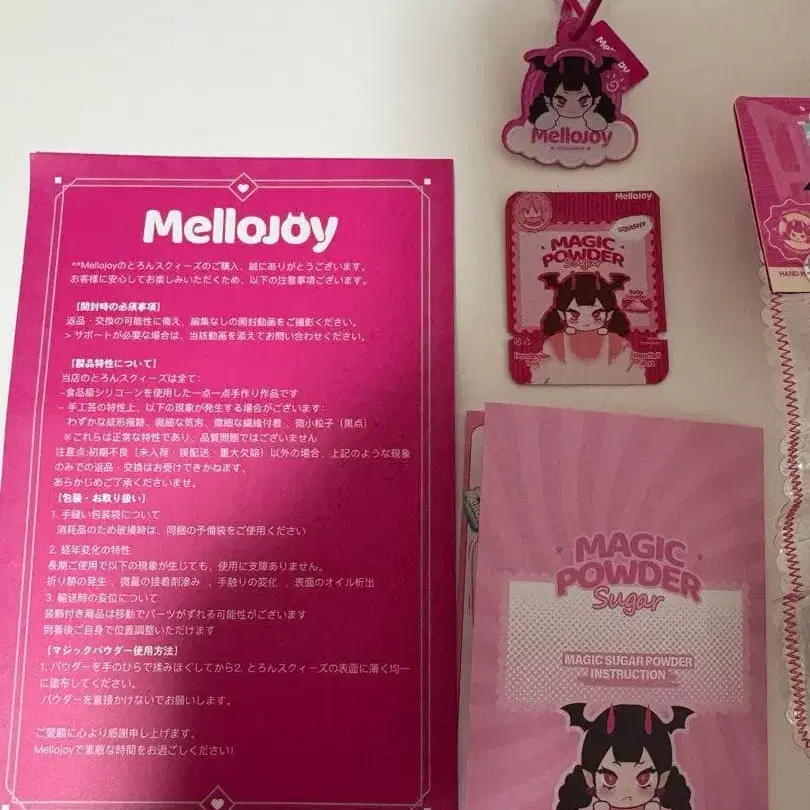 Mellojoy
**Mellojoyのとろんスクィーズのご購入、誠にありがとうございます。
お客様に安心してお楽しみいただくため、以下の注意事項ございます。
【開封時の必須事項】
返品・交換の可能性に備え、編集なしの開封動画をご撮影ください。
> サポートが必要な場合は、当該動画を添えてお問い合わせください。
【製品特性について】
当店のとろんスクィーズは全て:
–食品級シリコーンを使用した一点一点手作り作品です
– 手工芸の特性上、以下の現象が発生する場合がございます:
わずかな成形痕跡、微細な気泡、微細な繊維付着 、微小粒子（黒点）
※これらは正常な特性であり、品質問題ではございません
注意点:初期不良（未入荷・誤配送・重大欠陥）以外の場合、上記のような現象
のみでの返品・交換はお受けできかねます。
あらかじめご了承くださいませ。
【包装・お取り扱い】
1. 手縫い包装袋について
消耗品のため破損時は、同梱の予備袋をご使用ください
2. 経年変化の特性
長期ご使用で以下の現象が生じても、使用に支障ありません。
折り跡の発生 、微量の接着剤滲み 、手触りの変化 、表面のオイル析出
3. 輸送時の変位について
装飾付き商品は移動でパーツがずれる可能性がございます
到着後ご自身で位置調整いただけます
【マジックパウダー使用方法】
1. パウダーを手のひらで揉みほぐしてから2. とろんスクィーズの表面に薄く均一
に塗布してください。
パウダーを直接かけないでお願いします。
ご愛顧に心より感謝申し上げます。
Mellojoyで素敵な時間をお過ごしください!
Mellojoy
Mellojoy
SQUISHY
MAGIC
POWDER
Sugar
Baby
MAGIC
POWDER
Sugar
MAGIC SUGAR POWDER
INSTRUCTION
HAND